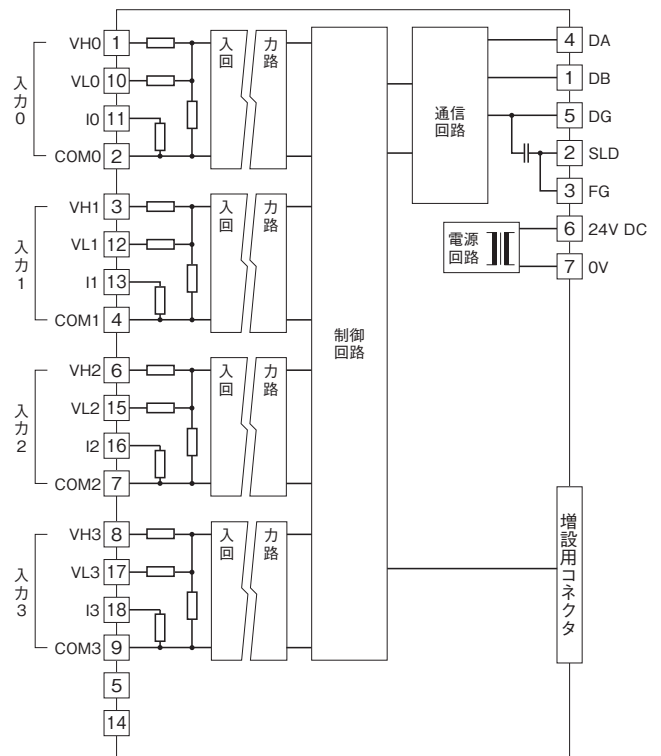 入力0
VH0 1
VL0 10
I0 11
COM0 2
入力回路
入力1
VH1 3
VL1 12
I1 13
COM1 4
入力回路
入力2
VH2 6
VL2 15
I2 16
COM2 7
入力回路
入力3
VH3 8
VL3 17
I3 18
COM3 9
入力回路
5
14
制御
回路
通信
回路
4 DA
1 DB
5 DG
2 SLD
3 FG
電源
回路
6 24V DC
7 0V
増設用コネクタ